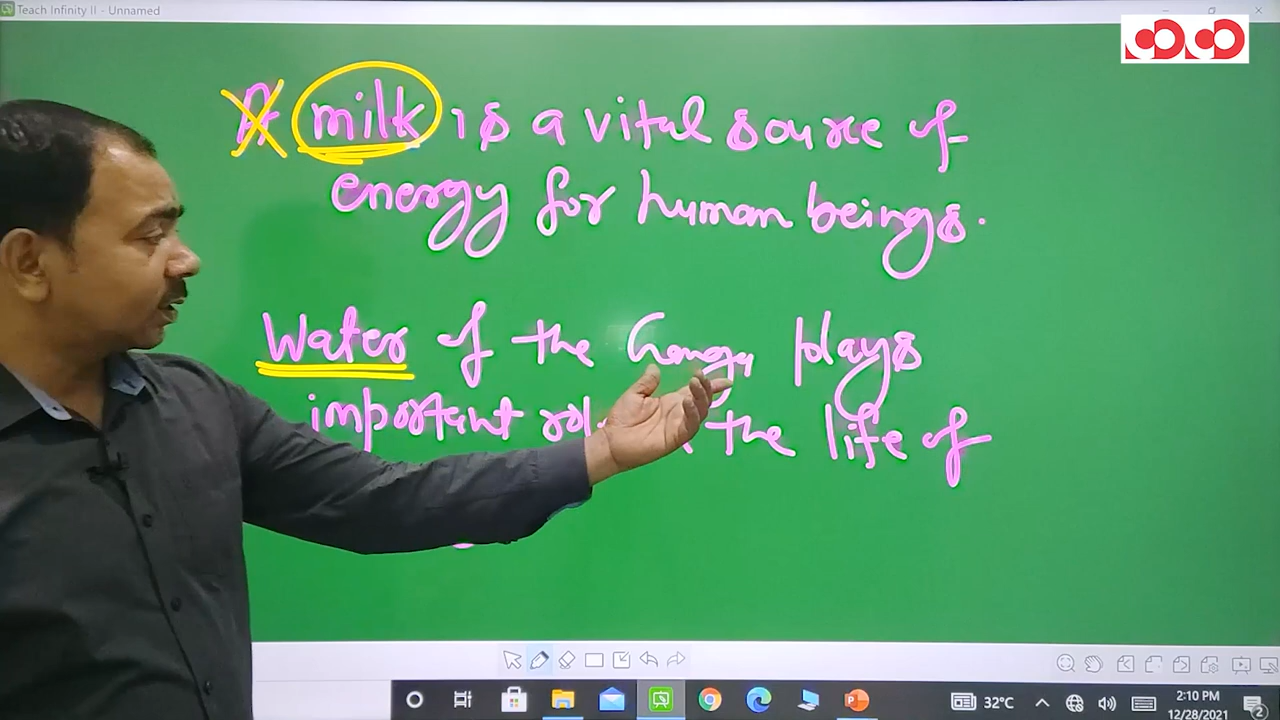 Teach Infinity II - Unnamed
A milk is a vital source of
energy for human beings.
Water of the Ganga plays
important the life of
32°C
2:10 PM
12/28/2021
2